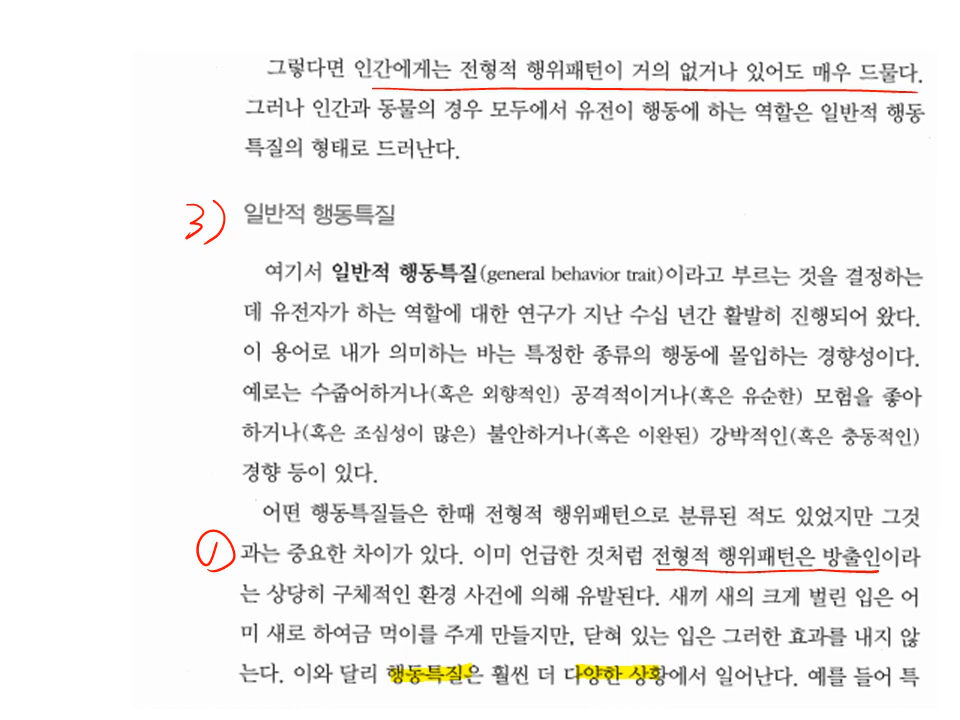 그렇다면 인간에게는 전형적 행위패턴이 거의 없거나 있어도 매우 드물다.
그러나 인간과 동물의 경우 모두에서 유전이 행동에 하는 역할은 일반적 행동
특질의 형태로 드러난다.
3) 일반적 행동특질
여기서 일반적 행동특질(general behavior trait)이라고 부르는 것을 결정하는
데 유전자가 하는 역할에 대한 연구가 지난 수십 년간 활발히 진행되어 왔다.
이 용어로 내가 의미하는 바는 특정한 종류의 행동에 몰입하는 경향성이다.
예로는 수줍어하거나(혹은 외향적인) 공격적이거나(혹은 유순한) 모험을 좋아
하거나(혹은 조심성이 많은) 불안하거나(혹은 이완된) 강박적인(혹은 충동적인)
경향 등이 있다.
어떤 행동특질들은 한때 전형적 행위패턴으로 분류된 적도 있었지만 그것
① 과는 중요한 차이가 있다. 이미 언급한 것처럼 전형적 행위패턴은 방출인이라
는 상당히 구체적인 환경 사건에 의해 유발된다. 새끼 새의 크게 벌린 입은 어
미 새로 하여금 먹이를 주게 만들지만, 닫혀 있는 입은 그러한 효과를 내지 않
는다. 이와 달리 행동특질은 훨씬 더 다양한 상황에서 일어난다. 예를 들어 특